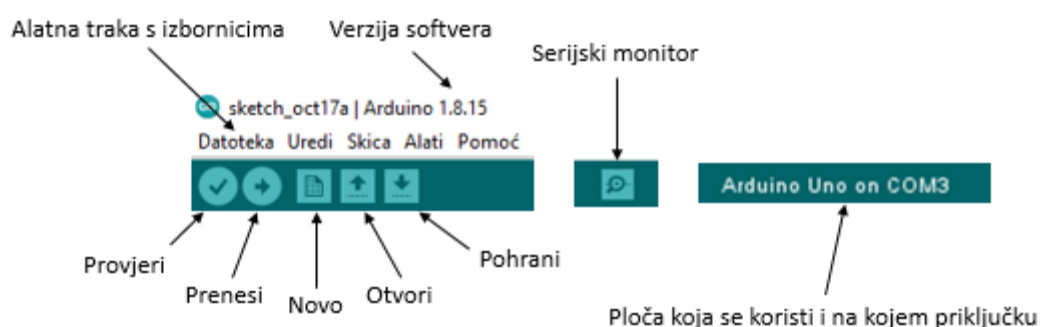 Alatna traka s izbornicima
Verzija softvera
Serijski monitor
sketch_oct17a | Arduino 1.8.15
Datoteka Uredi Skica Alati Pomoć
Arduino Uno on COM3
Provjeri
Prenesi
Novo
Otvori
Pohrani
Ploča koja se koristi i na kojem priključku